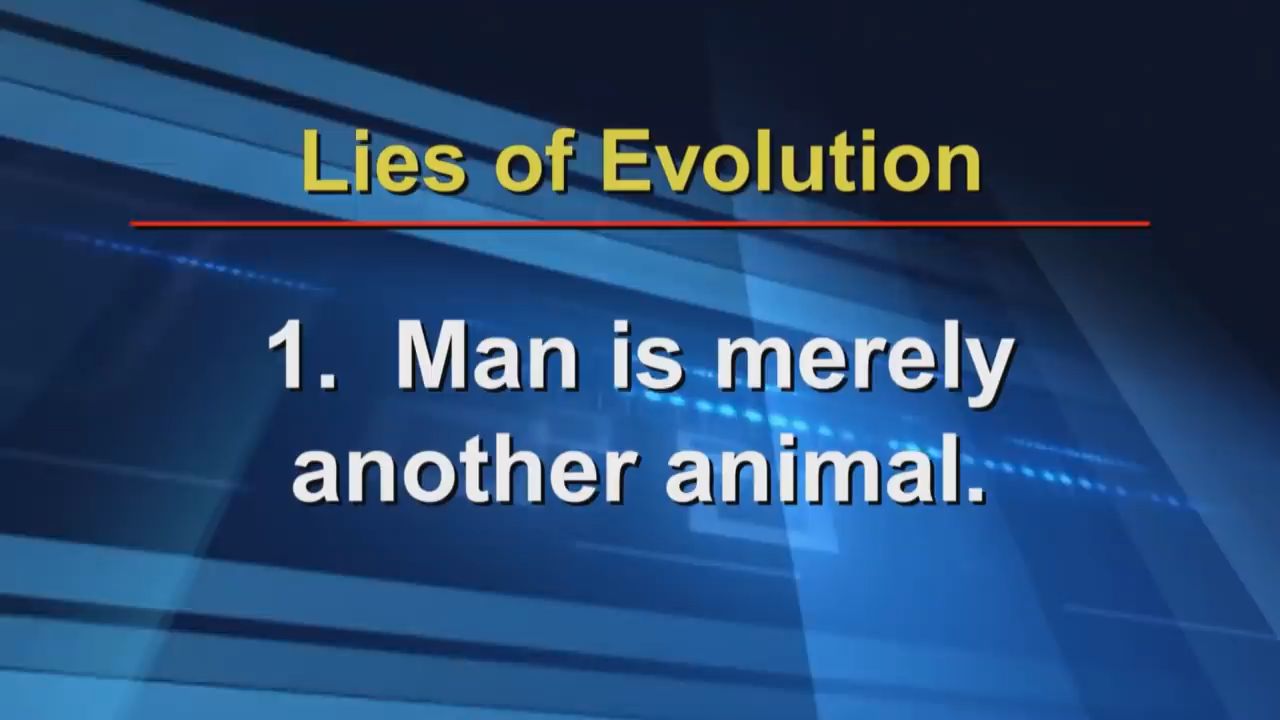 Lies of Evolution
1. Man is merely
another animal.